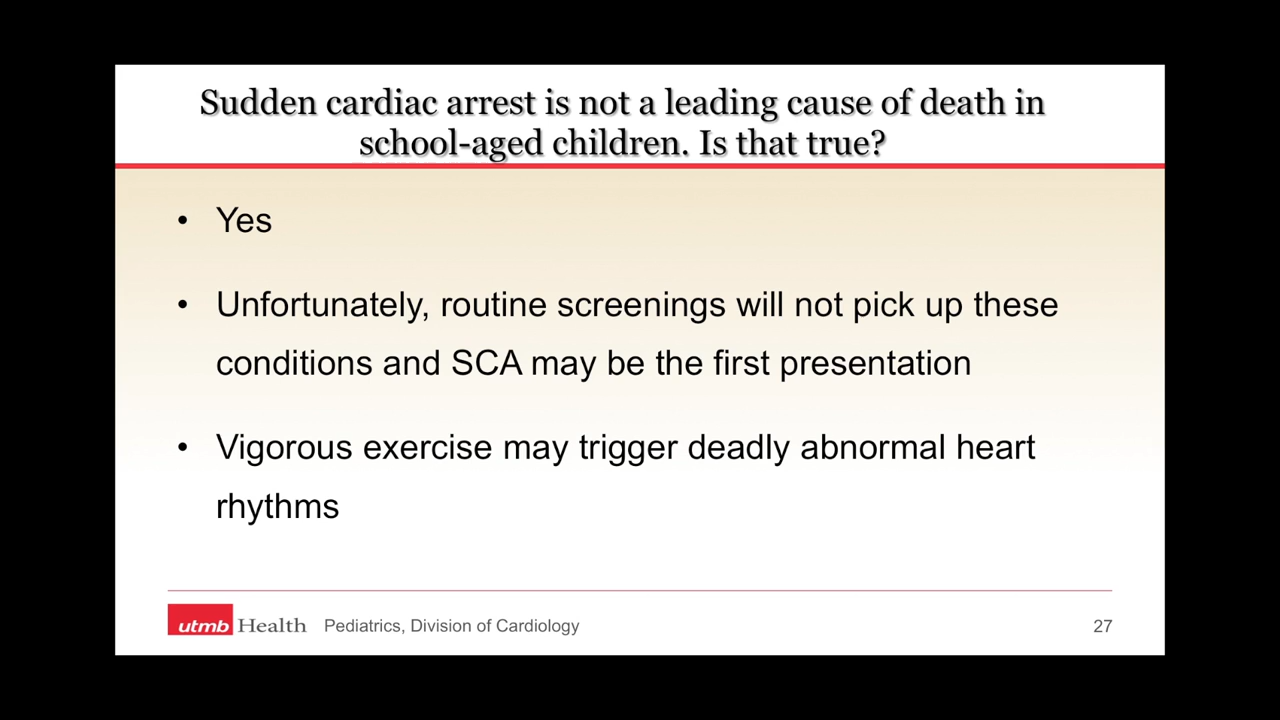 Sudden cardiac arrest is not a leading cause of death in
school-aged children. Is that true?
• Yes
• Unfortunately, routine screenings will not pick up these
conditions and SCA may be the first presentation
• Vigorous exercise may trigger deadly abnormal heart
rhythms
utmb Health Pediatrics, Division of Cardiology 27